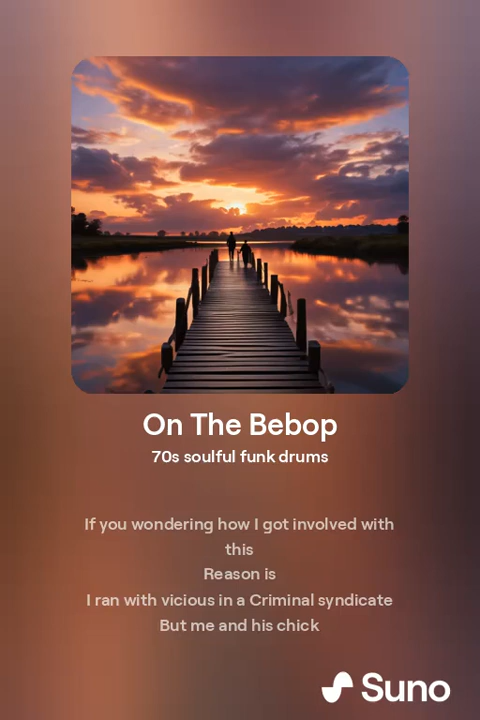 On The Bebop
70s soulful funk drums
If you wondering how I got involved with
this
Reason is
I ran with vicious in a Criminal syndicate
But me and his chick
Suno